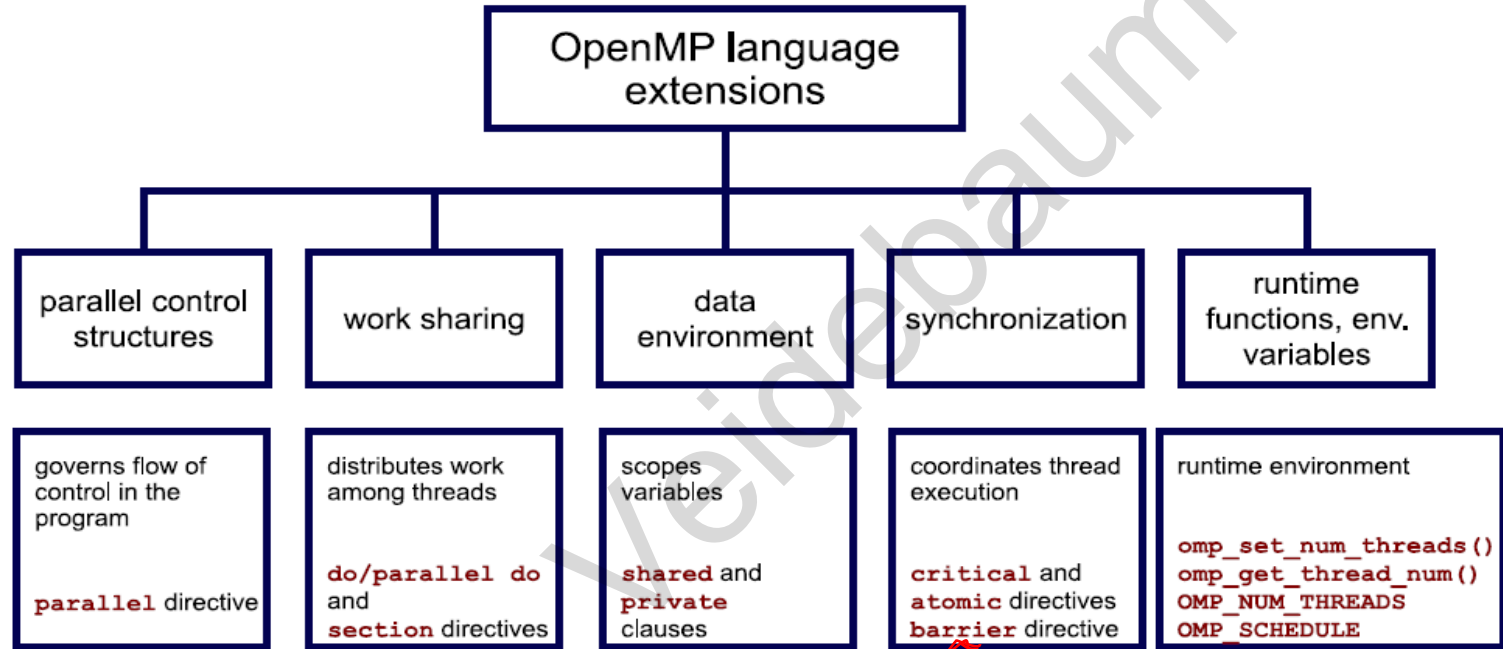 OpenMP language
extensions
parallel control
structures
work sharing
data
environment
synchronization
runtime
functions, env.
variables
governs flow of
control in the
program
parallel directive
distributes work
among threads
do/parallel do
and
section directives
scopes
variables
shared and
private
clauses
coordinates thread
execution
critical and
atomic directives
barrier directive
runtime environment
omp_set_num_threads()
omp_get_thread_num()
OMP_NUM_THREADS
OMP_SCHEDULE
Veidebaum